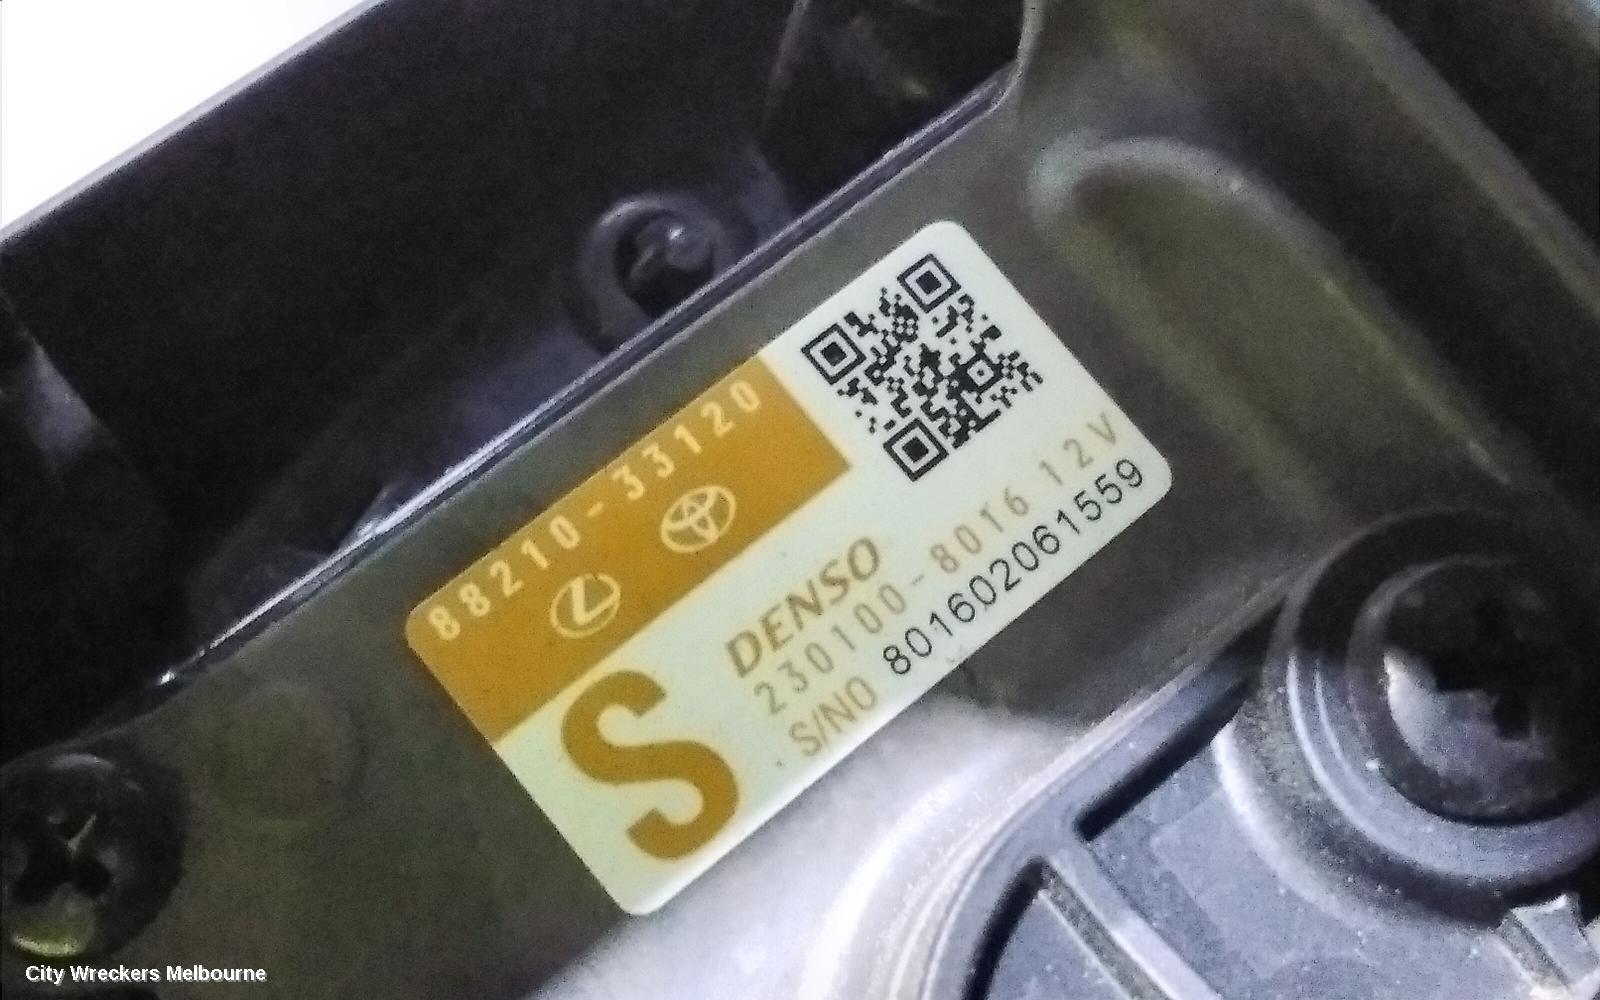 88210-33120
S
DENSO
230100-8016 12V
S/NO 801602061559
City Wreckers Melbourne